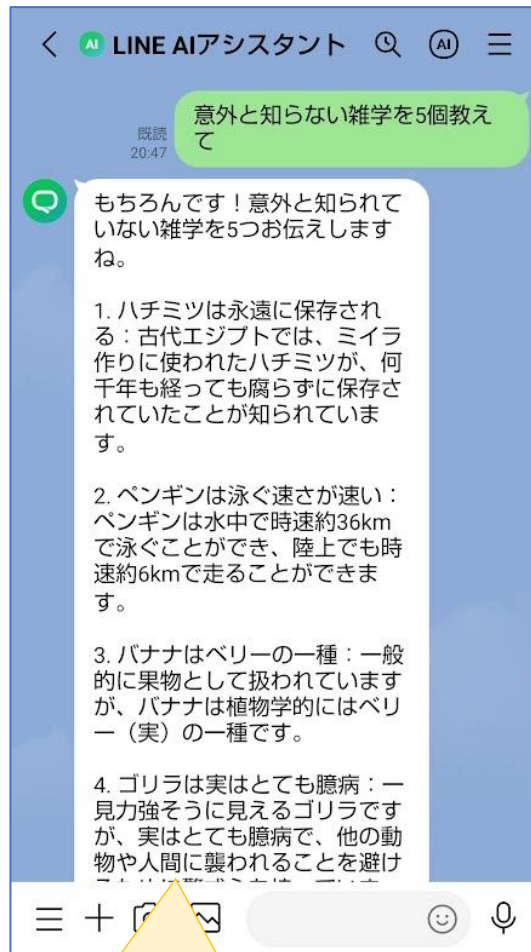 AI LINE AIアシスタント AI
意外と知らない雑学を5個教え
て
既読
20:47
もちろんです！意外と知られて
いない雑学を5つお伝えします
ね。
1. ハチミツは永遠に保存され
る：古代エジプトでは、ミイラ
作りに使われたハチミツが、何
千年も経っても腐らずに保存さ
れていたことが知られていま
す。
2. ペンギンは泳ぐ速さが速い：
ペンギンは水中で時速約36km
で泳ぐことができ、陸上でも時
速約6kmで走ることができま
す。
3. バナナはベリーの一種：一般
的に果物として扱われています
が、バナナは植物学的にはベリ
ー（実）の一種です。
4. ゴリラは実はとても臆病：一
見力強そうに見えるゴリラです
が、実はとても臆病で、他の動
物や人間に襲われることを避け